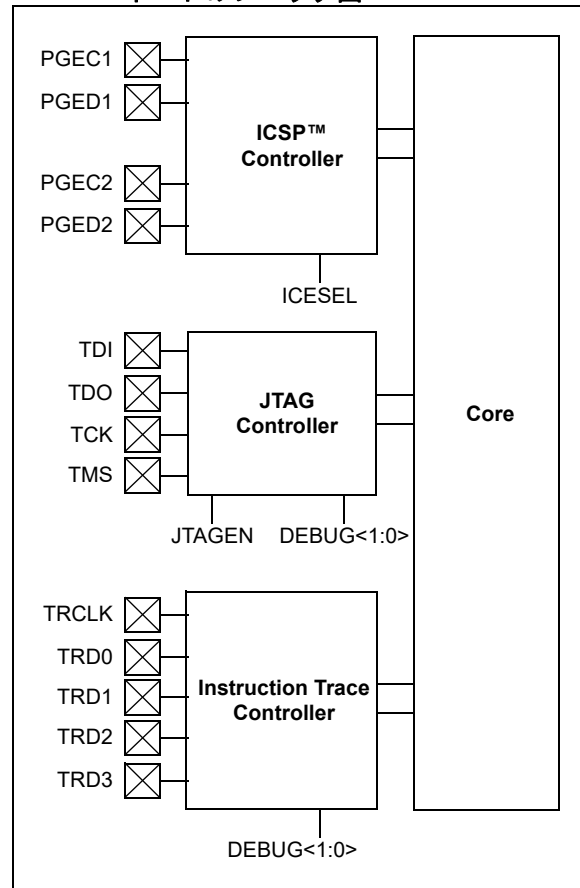 PGEC1
PGED1
PGEC2
PGED2
ICSP™
Controller
ICESEL
TDI
TDO
TCK
TMS
JTAG
Controller
JTAGEN DEBUG<1:0>
Core
TRCLK
TRD0
TRD1
TRD2
TRD3
Instruction Trace
Controller
DEBUG<1:0>